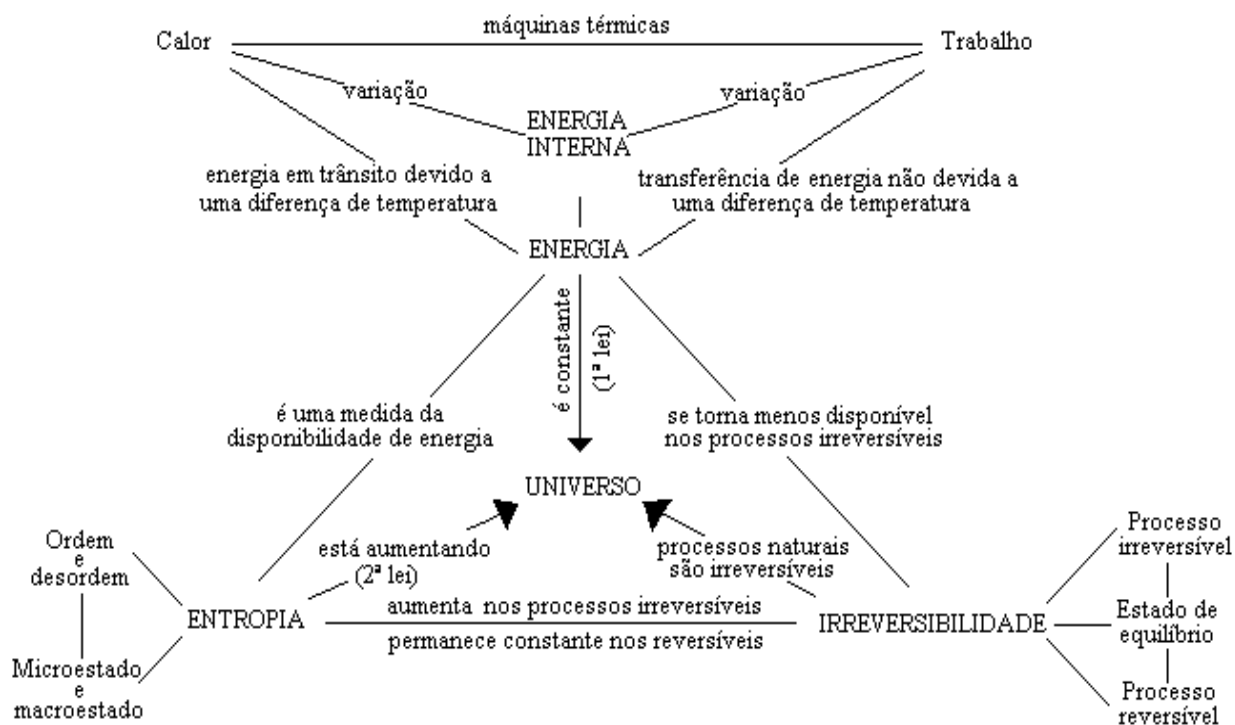 máquinas térmicas
Calor
Trabalho
variação
variação
ENERGIA
INTERNA
energia em trânsito devido a
uma diferença de temperatura
transferência de energia não devida a
uma diferença de temperatura
ENERGIA
é constante
(1ª lei)
é uma medida da
disponibilidade de energia
se torna menos disponível
nos processos irreversíveis
UNIVERSO
Ordem
e
desordem
está aumentando
(2ª lei)
processos naturais
são irreversíveis
Processo
irreversível
ENTROPIA
aumenta nos processos irreversíveis
permanece constante nos reversíveis
IRREVERSIBILIDADE
Estado de
equilíbrio
Microestado
e
macroestado
Processo
reversível